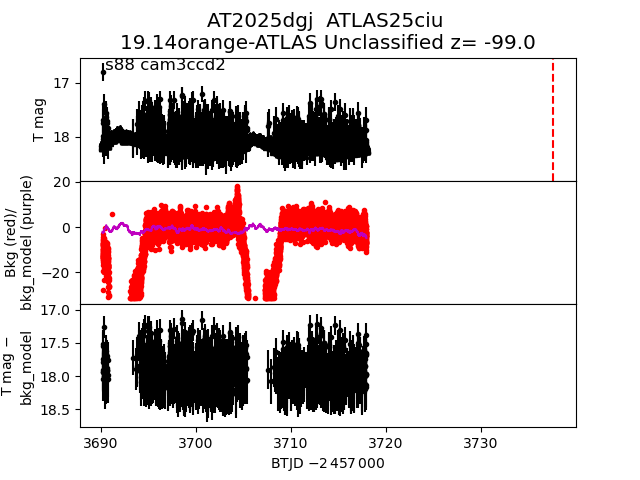 AT2025dgj  ATLAS25ciu
19.14orange-ATLAS Unclassified z= -99.0
s88 cam3ccd2
17
18
T mag
20
0
−20
Bkg (red)/
bkg_model (purple)
17.0
17.5
18.0
18.5
T mag −
bkg_model
3690 3700 3710 3720 3730
BTJD −2 457 000